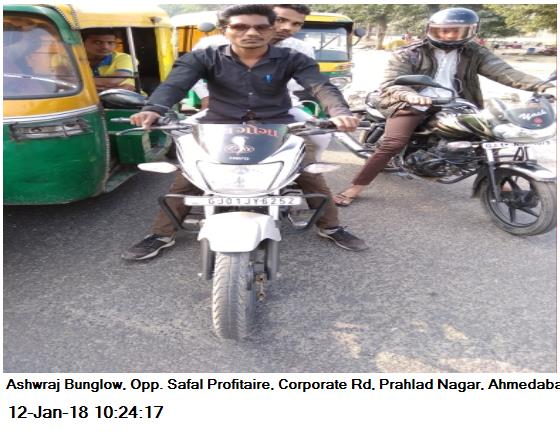 GJ01JY6252
Ashwraj Bunglow, Opp. Safal Profitaire, Corporate Rd, Prahlad Nagar, Ahmedaba
12-Jan-18 10:24:17